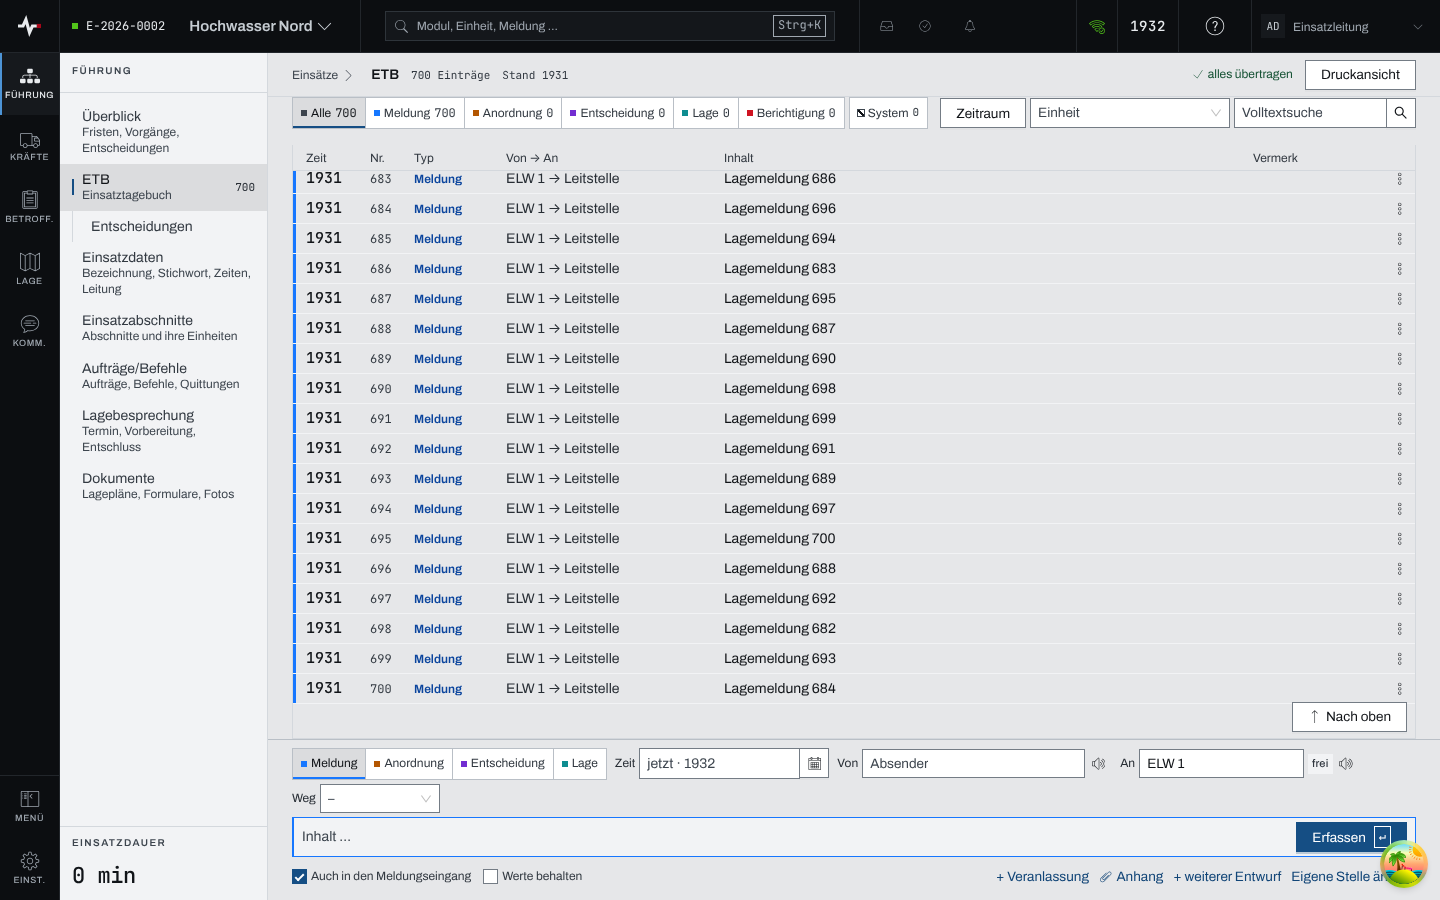 E-2026-0002 Hochwasser Nord Modul, Einheit, Meldung ... Strg+K 1932 ? AD Einsatzleitung
FÜHRUNG
KRÄFTE
BETROFF.
LAGE
KOMM.
MENÜ
EINST.
FÜHRUNG
Überblick
Fristen, Vorgänge,
Entscheidungen
ETB 700
Einsatztagebuch
Entscheidungen
Einsatzdaten
Bezeichnung, Stichwort, Zeiten,
Leitung
Einsatzabschnitte
Abschnitte und ihre Einheiten
Aufträge/Befehle
Aufträge, Befehle, Quittungen
Lagebesprechung
Termin, Vorbereitung,
Entschluss
Dokumente
Lagepläne, Formulare, Fotos
EINSATZDAUER
0 min
Einsätze ETB 700 Einträge Stand 1931 alles übertragen Druckansicht
Alle 700 Meldung 700 Anordnung 0 Entscheidung 0 Lage 0 Berichtigung 0 System 0 Zeitraum Einheit Volltextsuche
Zeit Nr. Typ Von → An Inhalt Vermerk
1931 683 Meldung ELW 1 → Leitstelle Lagemeldung 686
1931 684 Meldung ELW 1 → Leitstelle Lagemeldung 696
1931 685 Meldung ELW 1 → Leitstelle Lagemeldung 694
1931 686 Meldung ELW 1 → Leitstelle Lagemeldung 683
1931 687 Meldung ELW 1 → Leitstelle Lagemeldung 695
1931 688 Meldung ELW 1 → Leitstelle Lagemeldung 687
1931 689 Meldung ELW 1 → Leitstelle Lagemeldung 690
1931 690 Meldung ELW 1 → Leitstelle Lagemeldung 698
1931 691 Meldung ELW 1 → Leitstelle Lagemeldung 699
1931 692 Meldung ELW 1 → Leitstelle Lagemeldung 691
1931 693 Meldung ELW 1 → Leitstelle Lagemeldung 689
1931 694 Meldung ELW 1 → Leitstelle Lagemeldung 697
1931 695 Meldung ELW 1 → Leitstelle Lagemeldung 700
1931 696 Meldung ELW 1 → Leitstelle Lagemeldung 688
1931 697 Meldung ELW 1 → Leitstelle Lagemeldung 692
1931 698 Meldung ELW 1 → Leitstelle Lagemeldung 682
1931 699 Meldung ELW 1 → Leitstelle Lagemeldung 693
1931 700 Meldung ELW 1 → Leitstelle Lagemeldung 684
↑ Nach oben
Meldung Anordnung Entscheidung Lage Zeit jetzt · 1932 Von Absender An ELW 1 frei
Weg –
Inhalt ... Erfassen ↵
Auch in den Meldungseingang Werte behalten + Veranlassung Anhang + weiterer Entwurf Eigene Stelle